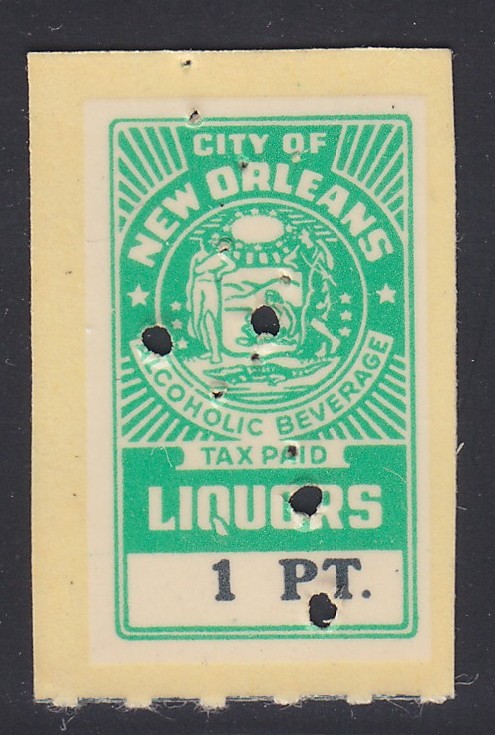 CITY OF
NEW ORLEANS
ALCOHOLIC BEVERAGE
TAX PAID
LIQUORS
1 PT.